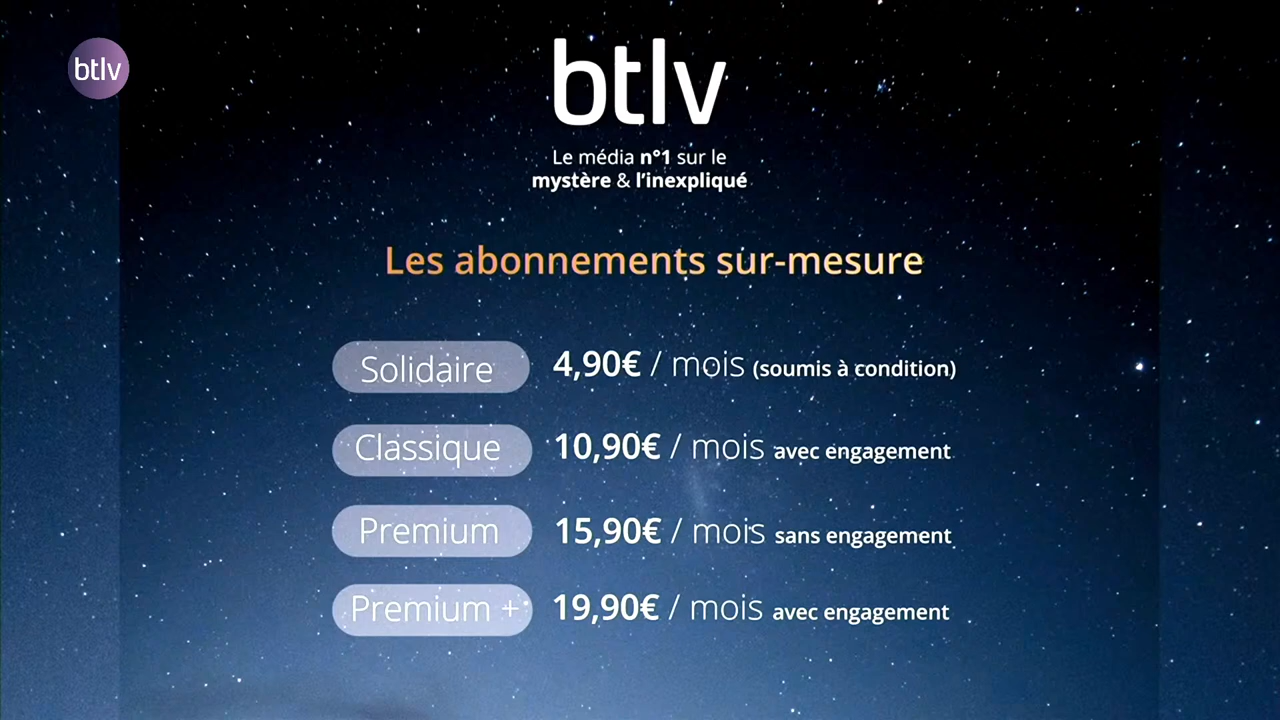 btlv
btlv
Le média n°1 sur le
mystère & l'inexpliqué
Les abonnements sur-mesure
Solidaire 4,90€ / mois (soumis à condition)
Classique 10,90€ / mois avec engagement
Premium 15,90€ / mois sans engagement
Premium + 19,90€ / mois avec engagement